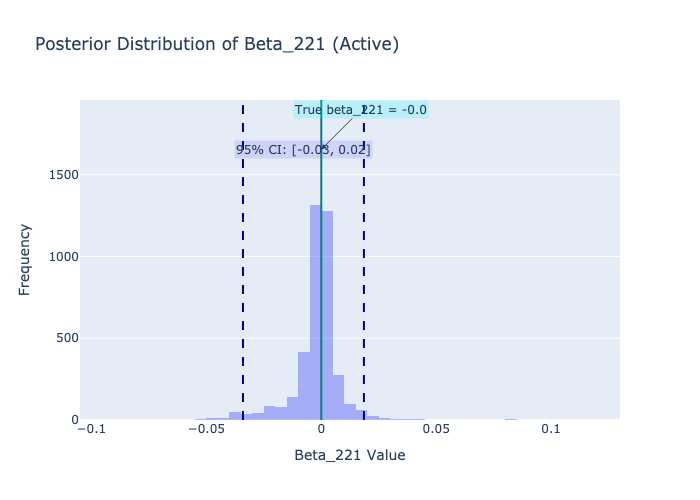 Posterior Distribution of Beta_221 (Active)
True beta_221 = -0.0
95% CI: [-0.03, 0.02]
1500
1000
500
0
Frequency
−0.1
−0.05
0
0.05
0.1
Beta_221 Value